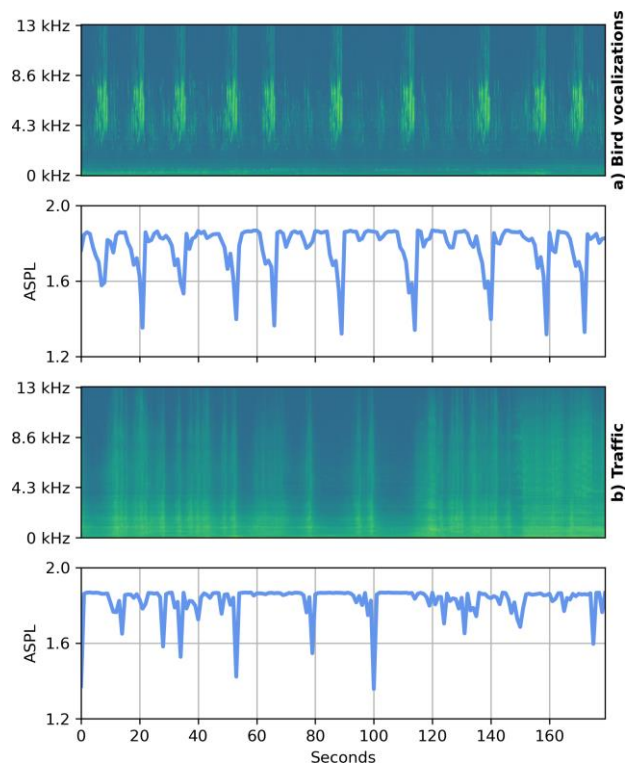 13 kHz
8.6 kHz
4.3 kHz
0 kHz
a) Bird vocalizations
2.0
1.6
1.2
ASPL
13 kHz
8.6 kHz
4.3 kHz
0 kHz
b) Traffic
2.0
1.6
1.2
ASPL
0 20 40 60 80 100 120 140 160
Seconds